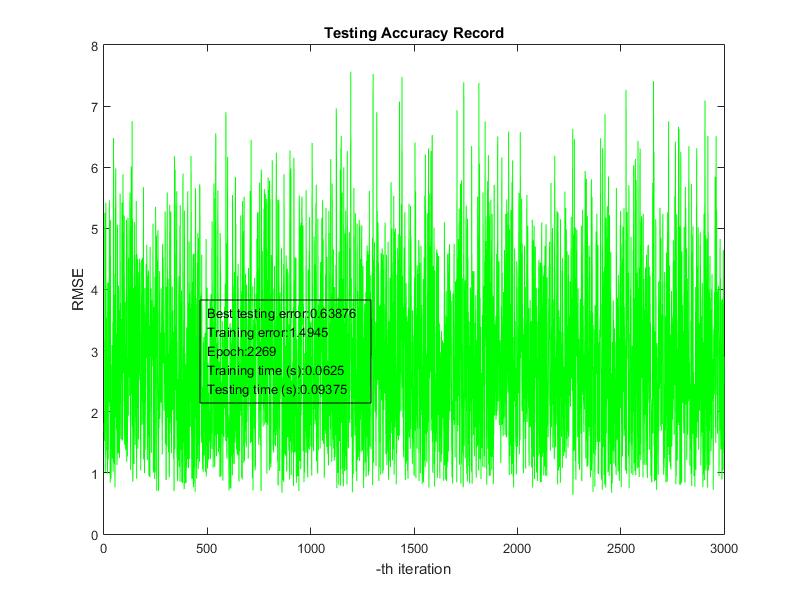 Testing Accuracy Record
8
7
6
5
4
3
2
1
0
RMSE
Best testing error:0.63876
Training error:1.4945
Epoch:2269
Training time (s):0.0625
Testing time (s):0.09375
0 500 1000 1500 2000 2500 3000
-th iteration